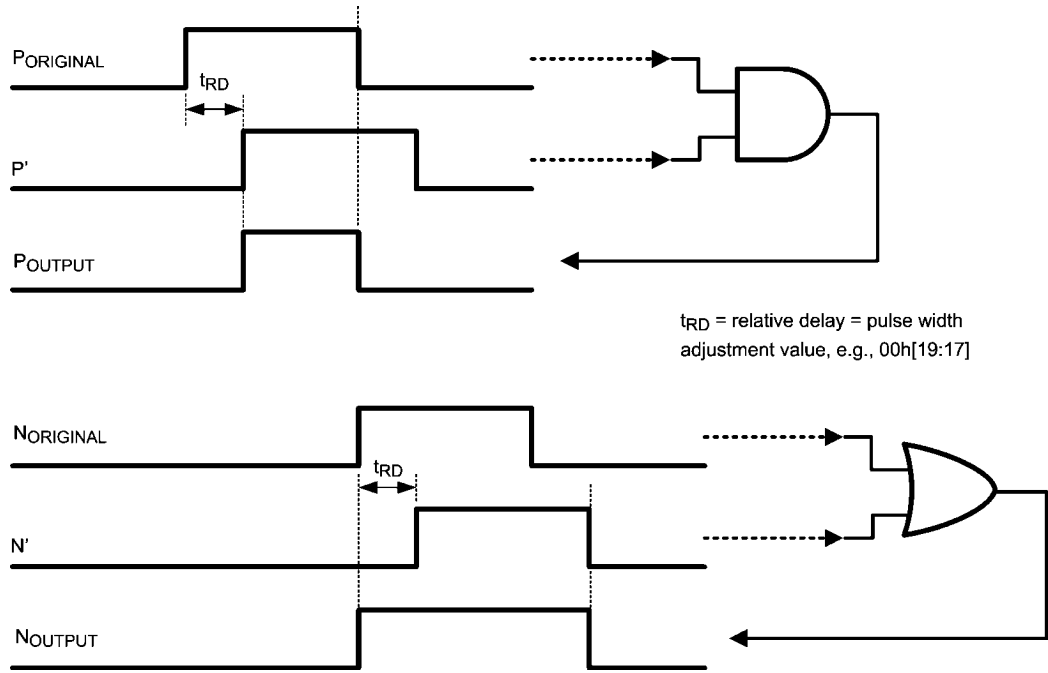 PORIGINAL
tRD
P'
POUTPUT
tRD = relative delay = pulse width
adjustment value, e.g., 00h[19:17]
NORIGINAL
tRD
N'
NOUTPUT